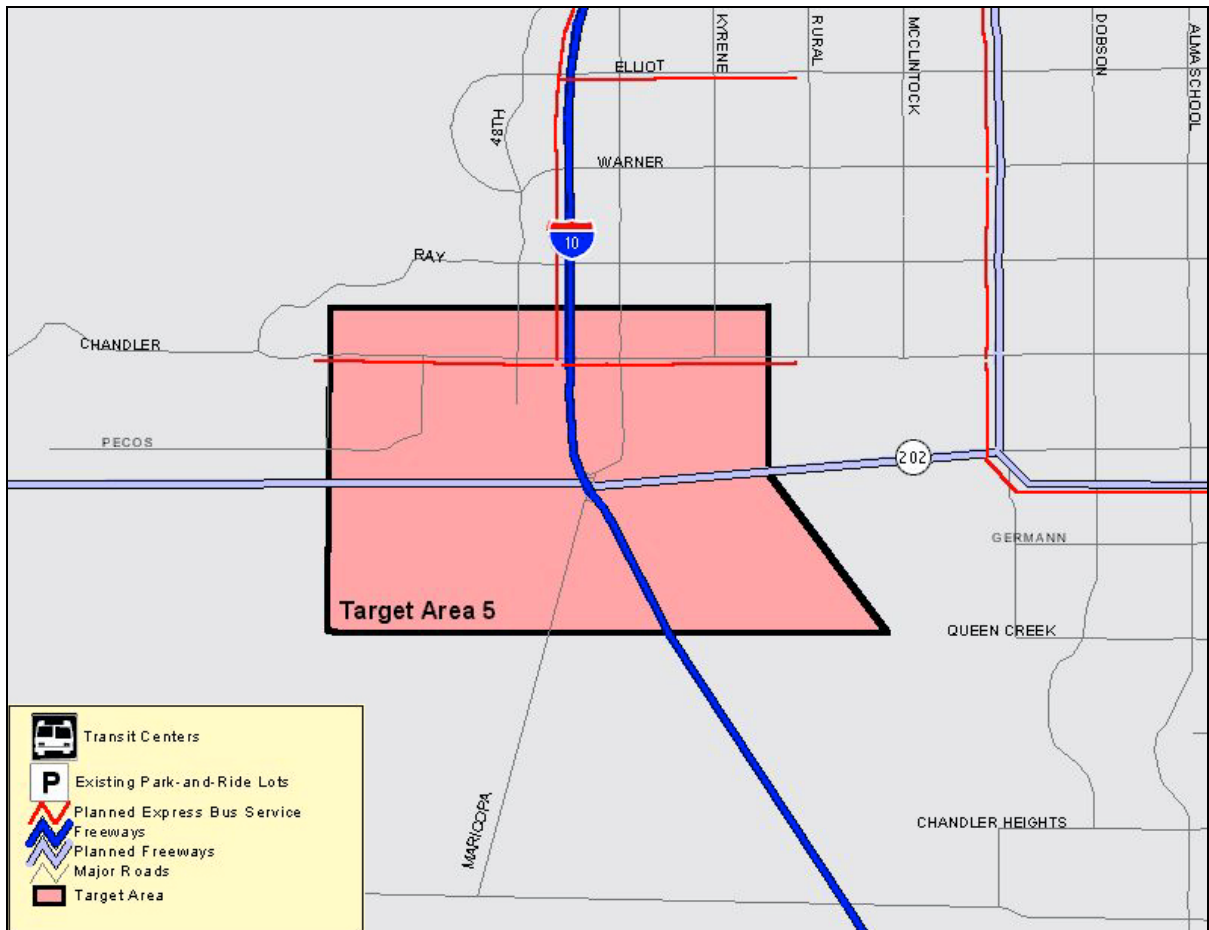 KYRENE
RURAL
MCCLINTOCK
DOBSON
ALMA SCHOOL
ELLIOT
48TH
WARNER
10
RAY
CHANDLER
PECOS
202
GERMANN
Target Area 5
QUEEN CREEK
MARICOPA
CHANDLER HEIGHTS
Transit Centers
P
Existing Park-and-Ride Lots
Planned Express Bus Service
Freeways
Planned Freeways
Major Roads
Target Area